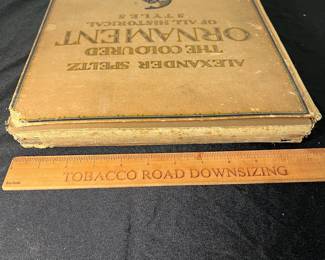 ALEXANDER SPELTZ
THE COLOURED
ORNAMENT
OF ALL HISTORICAL
STYLES
TOBACCO ROAD DOWNSIZING